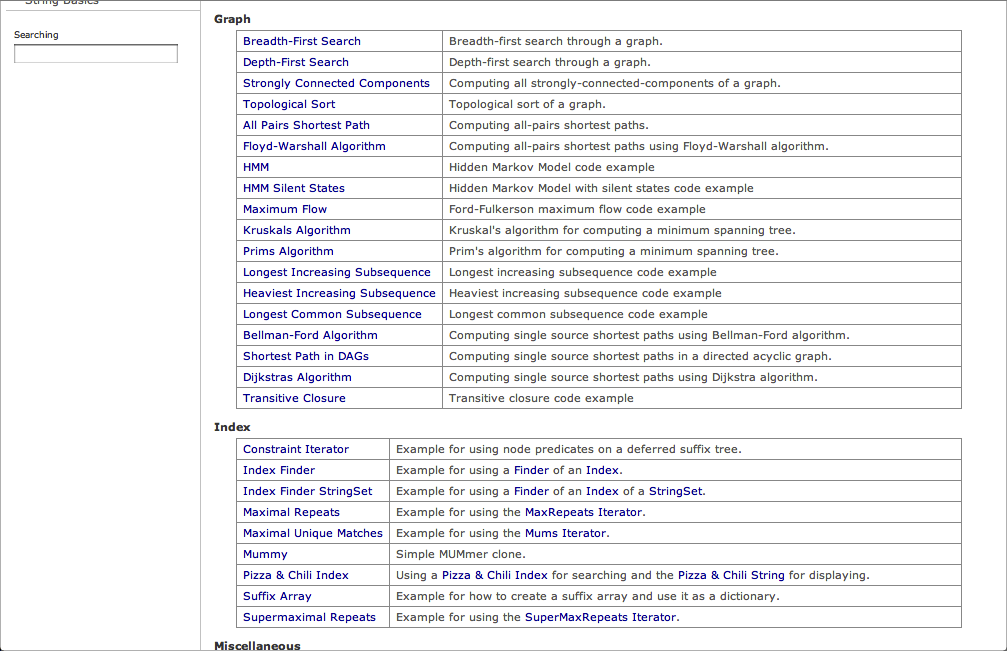 String Basics
Searching
Graph
Breadth-First Search Breadth-first search through a graph.
Depth-First Search Depth-first search through a graph.
Strongly Connected Components Computing all strongly-connected-components of a graph.
Topological Sort Topological sort of a graph.
All Pairs Shortest Path Computing all-pairs shortest paths.
Floyd-Warshall Algorithm Computing all-pairs shortest paths using Floyd-Warshall algorithm.
HMM Hidden Markov Model code example
HMM Silent States Hidden Markov Model with silent states code example
Maximum Flow Ford-Fulkerson maximum flow code example
Kruskals Algorithm Kruskal's algorithm for computing a minimum spanning tree.
Prims Algorithm Prim's algorithm for computing a minimum spanning tree.
Longest Increasing Subsequence Longest increasing subsequence code example
Heaviest Increasing Subsequence Heaviest increasing subsequence code example
Longest Common Subsequence Longest common subsequence code example
Bellman-Ford Algorithm Computing single source shortest paths using Bellman-Ford algorithm.
Shortest Path in DAGs Computing single source shortest paths in a directed acyclic graph.
Dijkstras Algorithm Computing single source shortest paths using Dijkstra algorithm.
Transitive Closure Transitive closure code example
Index
Constraint Iterator Example for using node predicates on a deferred suffix tree.
Index Finder Example for using a Finder of an Index.
Index Finder StringSet Example for using a Finder of an Index of a StringSet.
Maximal Repeats Example for using the MaxRepeats Iterator.
Maximal Unique Matches Example for using the Mums Iterator.
Mummy Simple MUMmer clone.
Pizza & Chili Index Using a Pizza & Chili Index for searching and the Pizza & Chili String for displaying.
Suffix Array Example for how to create a suffix array and use it as a dictionary.
Supermaximal Repeats Example for using the SuperMaxRepeats Iterator.
Miscellaneous